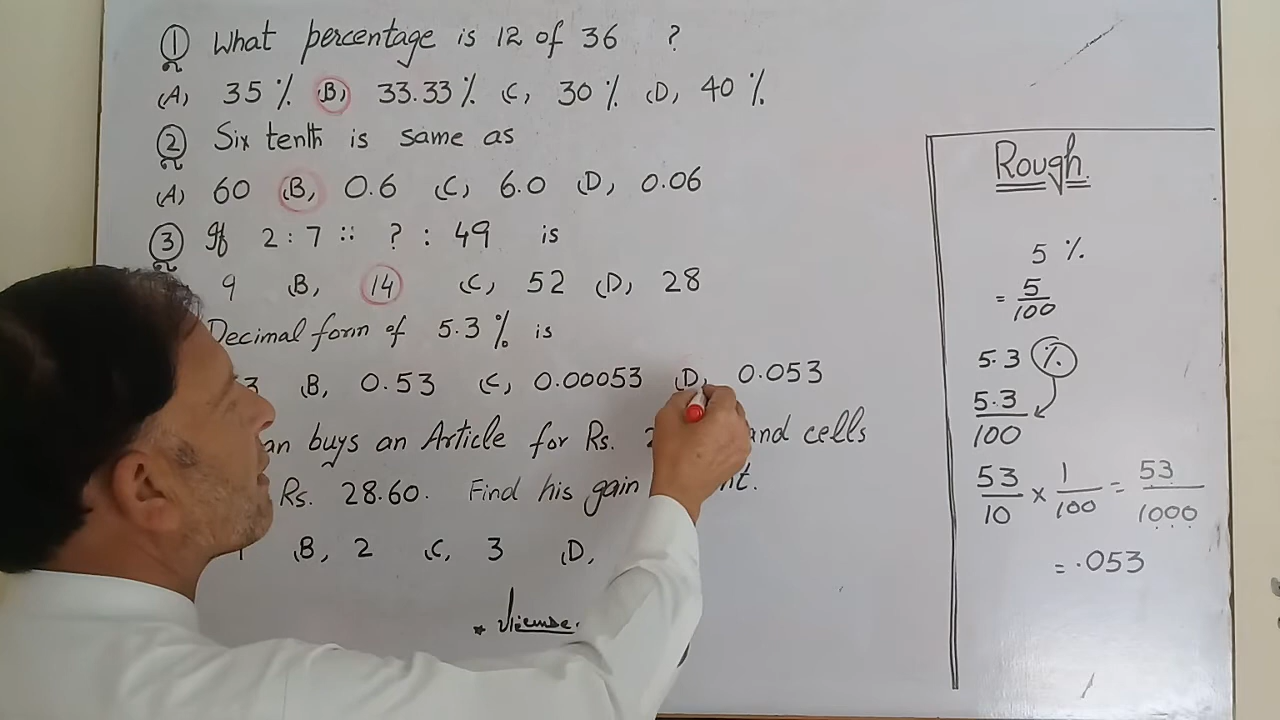 1 What percentage is 12 of 36 ?
(A) 35 % (B) 33.33 % (C, 30 % (D, 40 %
2 Six tenth is same as
(A) 60 (B, 0.6 (C, 6.0 (D, 0.06
3 If 2 : 7 :: ? : 49 is
9 (B, 14 (C, 52 (D, 28
Decimal form of 5.3 % is
3 (B, 0.53 (C, 0.00053 (D, 0.053
an buys an Article for Rs. and cells
Rs. 28.60. Find his gain
1 (B, 2 (C, 3 (D,
Rough.
5 %
= 5/100
5.3 %
5.3/100
53/10 × 1/100 = 53/1000
= .053